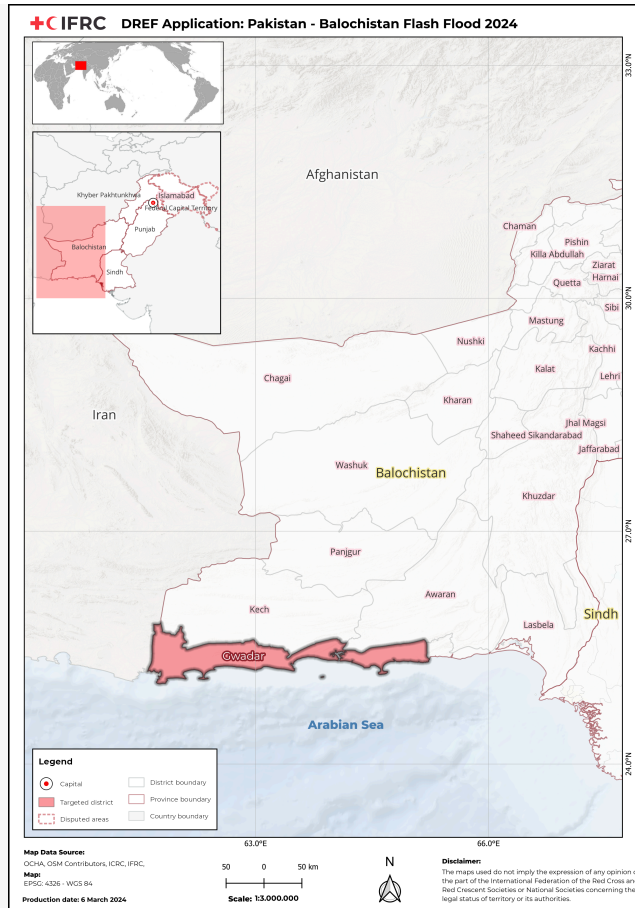 IFRC
DREF Application: Pakistan - Balochistan Flash Flood 2024
33.0°N
Afghanistan
Khyber Pakhtunkhwa
Islamabad
Federal Capital Territory
Punjab
Balochistan
Sindh
Chaman
Pishin
Killa Abdullah
Ziarat
Harnai
Quetta
30.0°N
Sibi
Mastung
Nushki
Kachhi
Kalat
Lehri
Chagai
Kharan
Iran
Jhal Magsi
Shaheed Sikandarabad
Jaffarabad
Washuk
Balochistan
Khuzdar
27.0°N
Panjgur
Awaran
Kech
Sindh
Lasbela
Gwadar
Arabian Sea
24.0°N
Legend
Capital
Targeted district
Disputed areas
District boundary
Province boundary
Country boundary
63.0°E
66.0°E
Map Data Source:
OCHA, OSM Contributors, ICRC, IFRC,
Map:
EPSG: 4326 - WGS 84
Production date: 6 March 2024
50 0 50 km
Scale: 1:3.000.000
N
Disclaimer:
The maps used do not imply the expression of any opinion
the part of the International Federation of the Red Cross
Red Crescent Societies or National Societies concerning the
legal status of territory or its authorities.